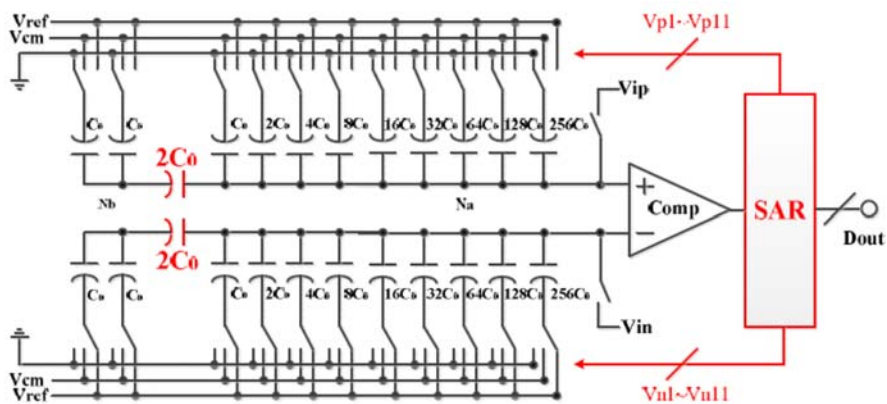 Vref
Vcm
Vp1~Vp11
C₀ C₀ C₀ 2C₀ 4C₀ 8C₀ 16C₀ 32C₀ 64C₀ 128C₀ 256C₀
Vip
2C₀
Nb
Na
+
Comp
−
SAR
Dout
2C₀
C₀ C₀ C₀ 2C₀ 4C₀ 8C₀ 16C₀ 32C₀ 64C₀ 128C₀ 256C₀
Vin
Vcm
Vref
Vn1~Vn11